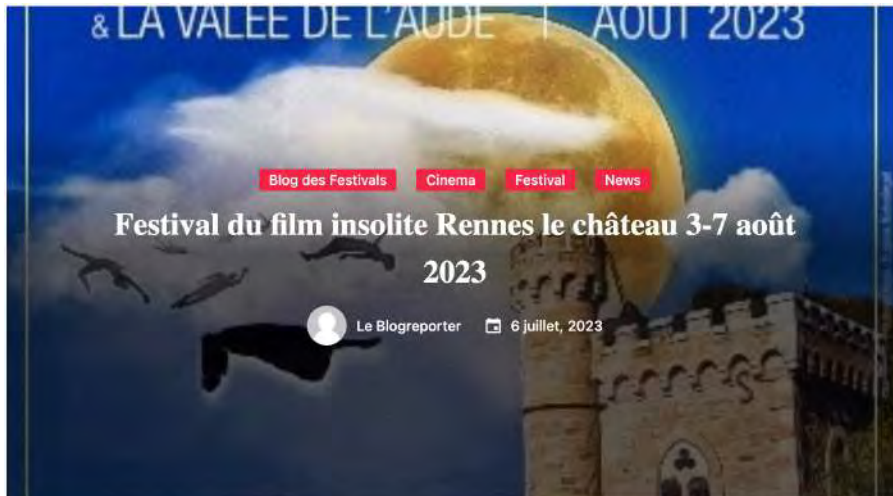 & LA VALEE DE L'AUDE | AOUT 2023
Blog des Festivals Cinema Festival News
Festival du film insolite Rennes le château 3-7 août
2023
Le Blogreporter 6 juillet, 2023